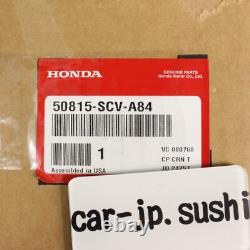 HONDA
GENUINE PARTS
Honda Motor Co., Ltd.
50815-SCV-A84
1
VC 000760
CP CRN T
Assembled in USA
car-jp.sushi